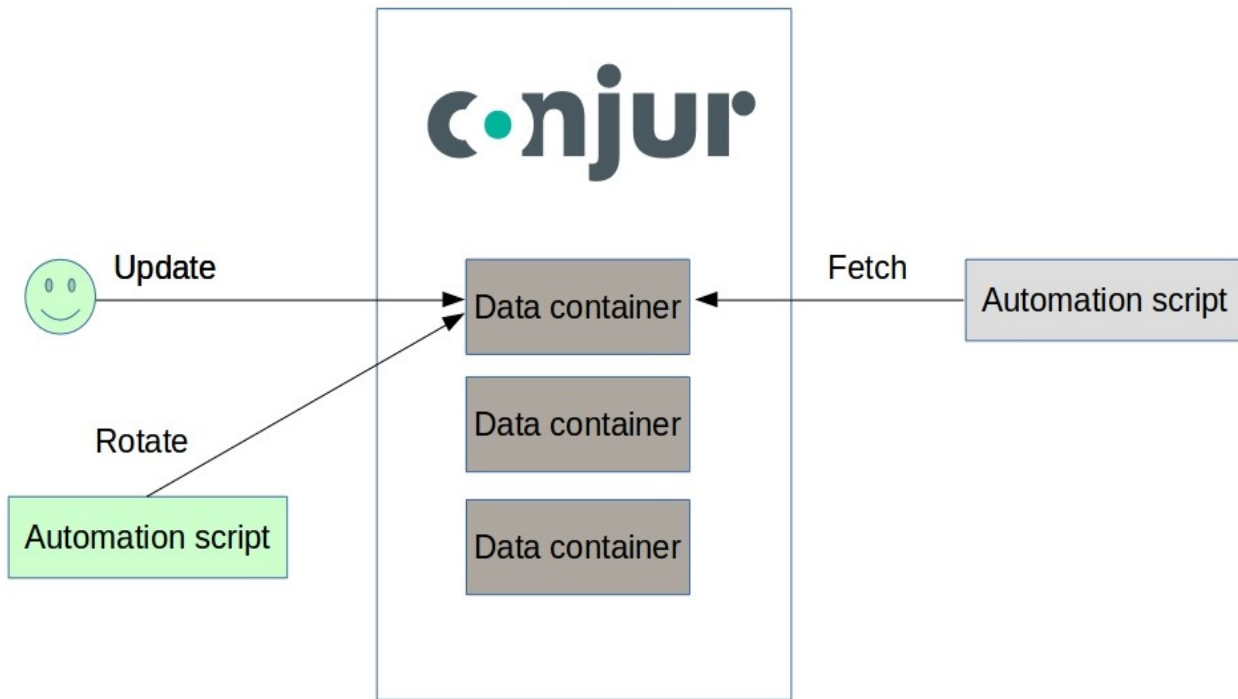 conjur
Update
Fetch
Data container
Automation script
Rotate
Data container
Automation script
Data container